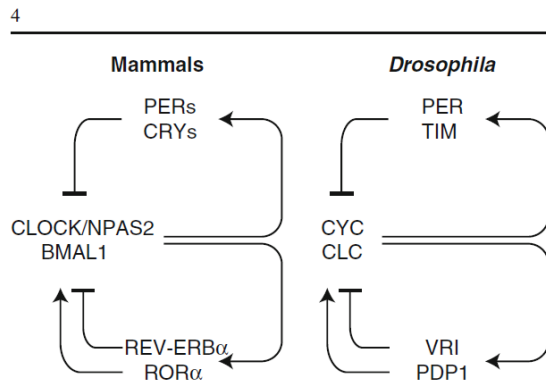 4
Mammals
PERs
CRYs
CLOCK/NPAS2
BMAL1
REV-ERBα
RORα
Drosophila
PER
TIM
CYC
CLC
VRI
PDP1